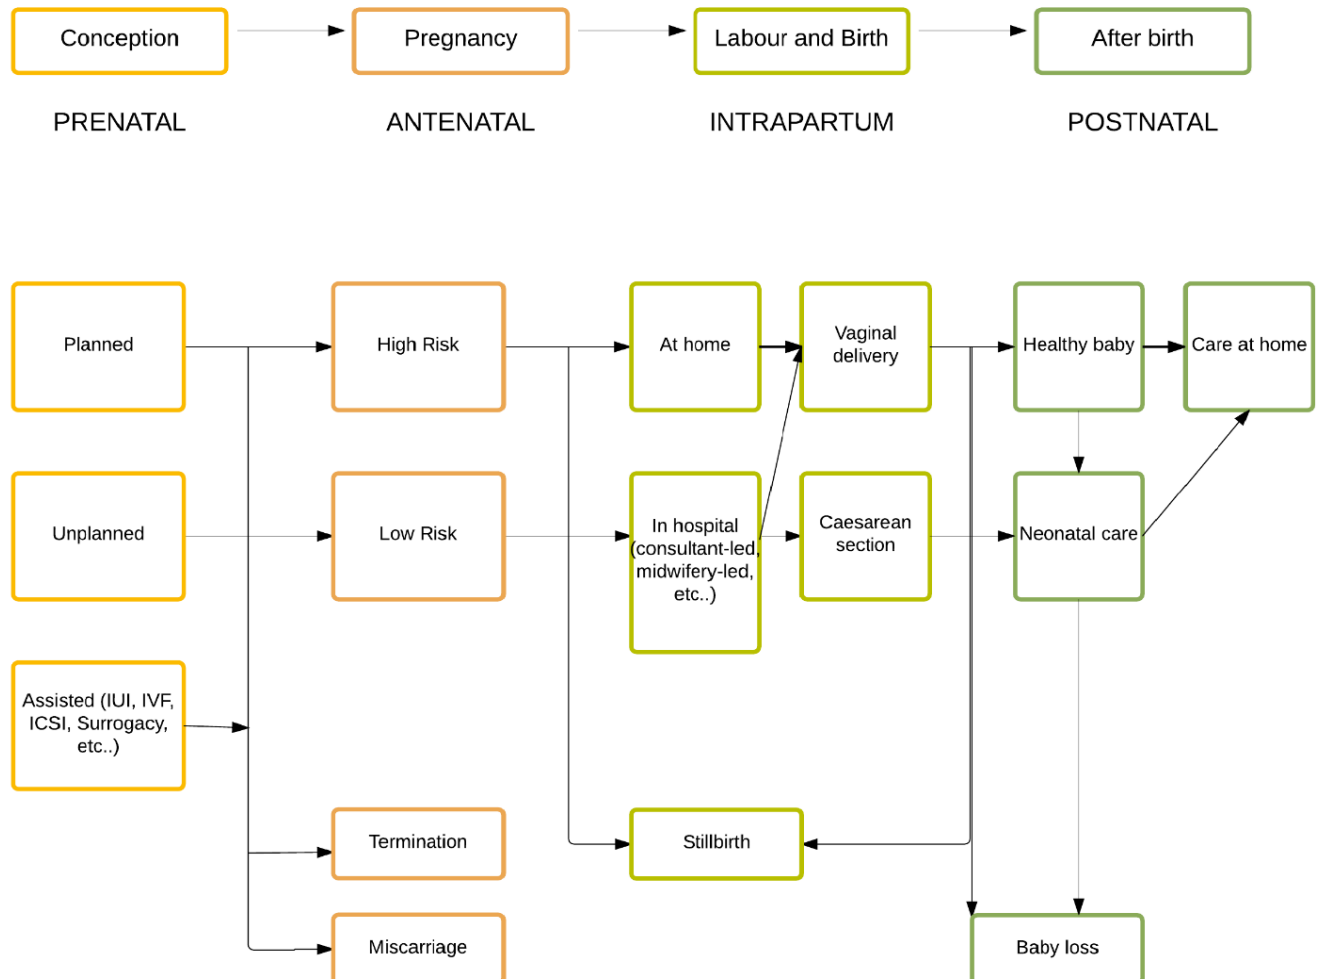 Conception
Pregnancy
Labour and Birth
After birth
PRENATAL
ANTENATAL
INTRAPARTUM
POSTNATAL
Planned
High Risk
At home
Vaginal
delivery
Healthy baby
Care at home
Unplanned
Low Risk
In hospital
(consultant-led,
midwifery-led,
etc..)
Caesarean
section
Neonatal care
Assisted (IUI, IVF,
ICSI, Surrogacy,
etc..)
Termination
Stillbirth
Miscarriage
Baby loss